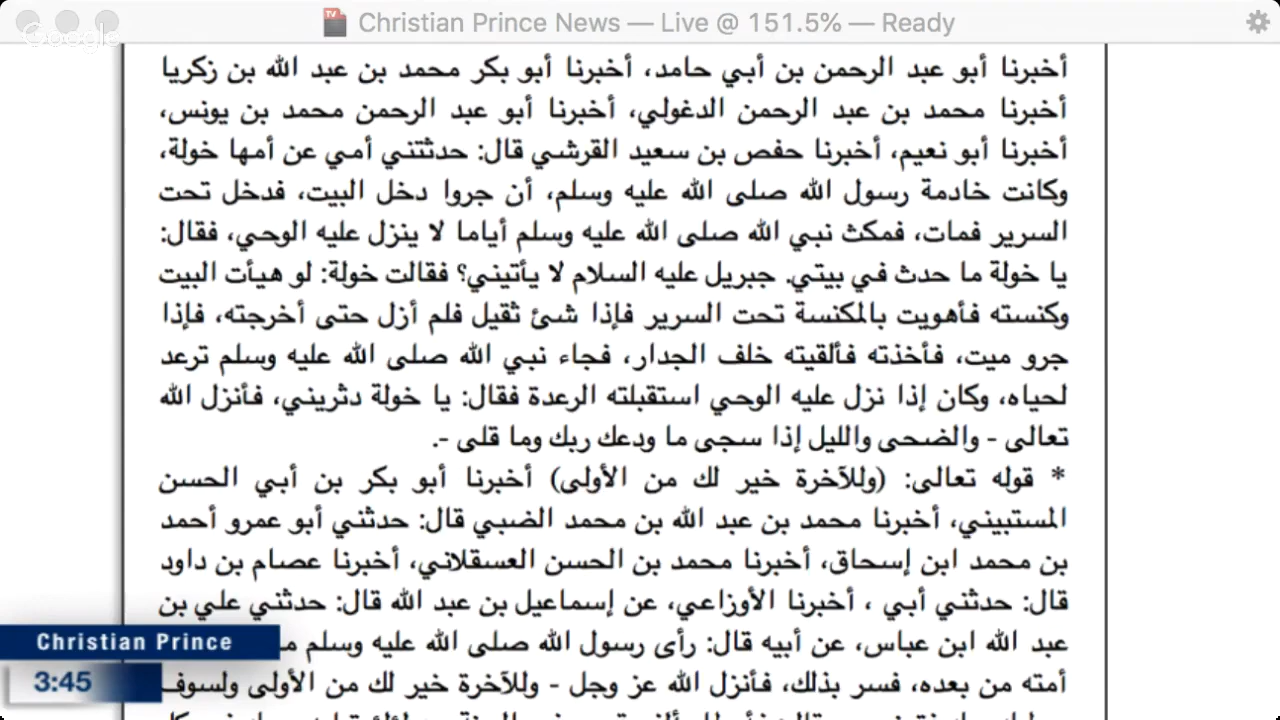 Christian Prince News — Live @ 151.5% — Ready
Google
أخبرنا أبو عبد الرحمن بن أبي حامد، أخبرنا أبو بكر محمد بن عبد الله بن زكريا
أخبرنا محمد بن عبد الرحمن الدغولي، أخبرنا أبو عبد الرحمن محمد بن يونس،
أخبرنا أبو نعيم، أخبرنا حفص بن سعيد القرشي قال: حدثتني أمي عن أمها خولة،
وكانت خادمة رسول الله صلى الله عليه وسلم، أن جروا دخل البيت، فدخل تحت
السرير فمات، فمكث نبي الله صلى الله عليه وسلم أياما لا ينزل عليه الوحي، فقال:
يا خولة ما حدث في بيتي. جبريل عليه السلام لا يأتيني؟ فقالت خولة: لو هيأت البيت
وكنسته فأهويت بالمكنسة تحت السرير فإذا شئ ثقيل فلم أزل حتى أخرجته، فإذا
جرو ميت، فأخذته فألقيته خلف الجدار، فجاء نبي الله صلى الله عليه وسلم ترعد
لحياه، وكان إذا نزل عليه الوحي استقبلته الرعدة فقال: يا خولة دثريني، فأنزل الله
تعالى - والضحى والليل إذا سجى ما ودعك ربك وما قلى -.
* قوله تعالى: (وللآخرة خير لك من الأولى) أخبرنا أبو بكر بن أبي الحسن
المستبيني، أخبرنا محمد بن عبد الله بن محمد الضبي قال: حدثني أبو عمرو أحمد
بن محمد ابن إسحاق، أخبرنا محمد بن الحسن العسقلاني، أخبرنا عصام بن داود
قال: حدثني أبي ، أخبرنا الأوزاعي، عن إسماعيل بن عبد الله قال: حدثني علي بن
عبد الله ابن عباس، عن أبيه قال: رأى رسول الله صلى الله عليه وسلم
أمته من بعده، فسر بذلك، فأنزل الله عز وجل - وللآخرة خير لك من الأولى ولسوف
Christian Prince
3:45